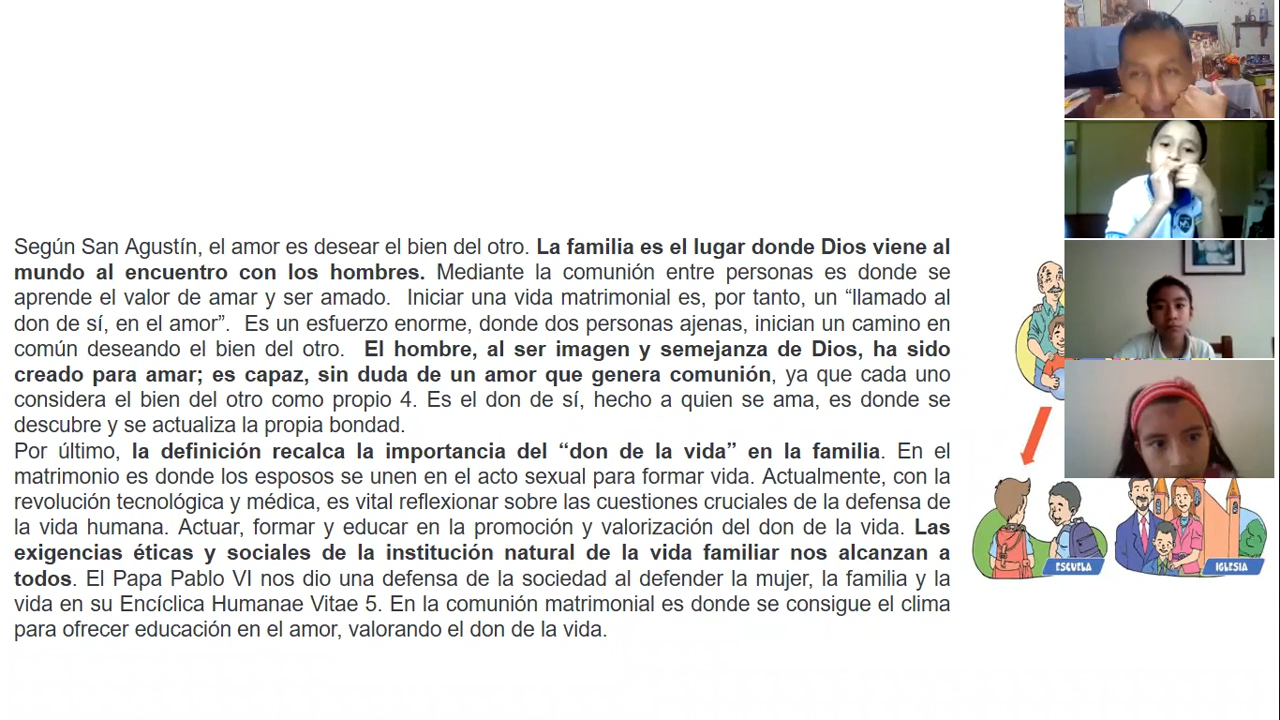 Según San Agustín, el amor es desear el bien del otro. La familia es el lugar donde Dios viene al
mundo al encuentro con los hombres. Mediante la comunión entre personas es donde se
aprende el valor de amar y ser amado.  Iniciar una vida matrimonial es, por tanto, un “llamado al
don de sí, en el amor”.  Es un esfuerzo enorme, donde dos personas ajenas, inician un camino en
común deseando el bien del otro.  El hombre, al ser imagen y semejanza de Dios, ha sido
creado para amar; es capaz, sin duda de un amor que genera comunión, ya que cada uno
considera el bien del otro como propio 4. Es el don de sí, hecho a quien se ama, es donde se
descubre y se actualiza la propia bondad.
Por último, la definición recalca la importancia del “don de la vida” en la familia. En el
matrimonio es donde los esposos se unen en el acto sexual para formar vida. Actualmente, con la
revolución tecnológica y médica, es vital reflexionar sobre las cuestiones cruciales de la defensa de
la vida humana. Actuar, formar y educar en la promoción y valorización del don de la vida. Las
exigencias éticas y sociales de la institución natural de la vida familiar nos alcanzan a
todos. El Papa Pablo VI nos dio una defensa de la sociedad al defender la mujer, la familia y la
vida en su Encíclica Humanae Vitae 5. En la comunión matrimonial es donde se consigue el clima
para ofrecer educación en el amor, valorando el don de la vida.
ESCUELA
IGLESIA